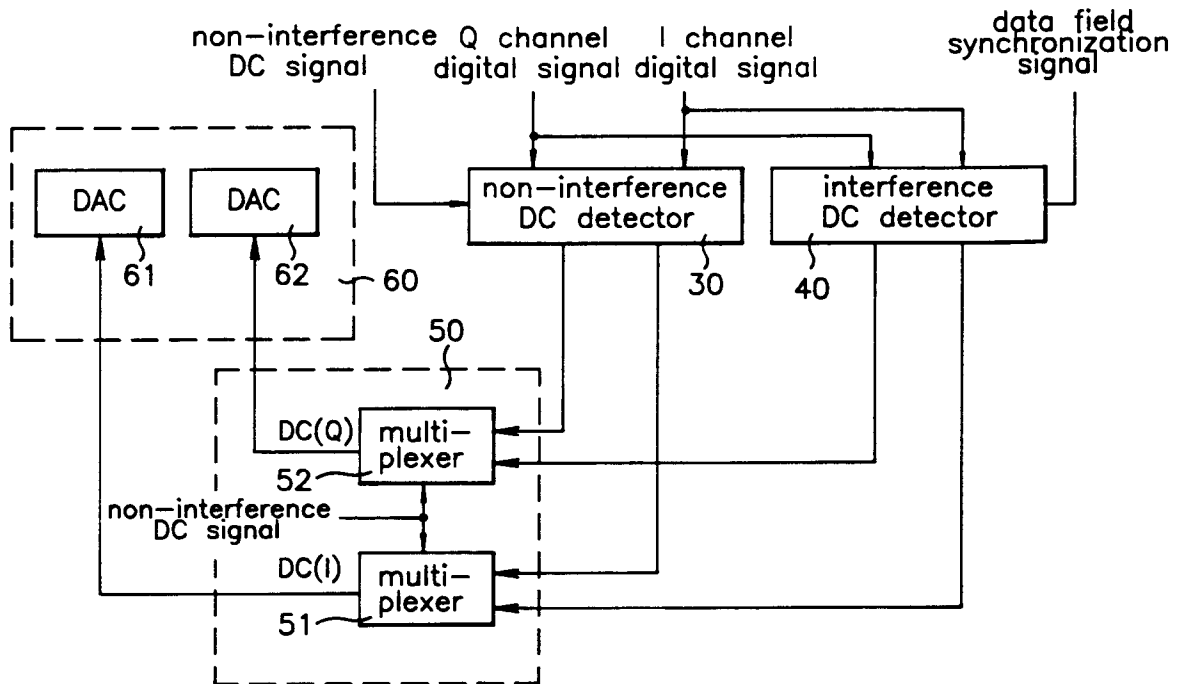 non-interference
DC signal
Q channel
digital signal
I channel
digital signal
data field
synchronization
signal
DAC
61
DAC
62
60
non-interference
DC detector
30
interference
DC detector
40
50
DC(Q)
multi-
plexer
52
non-interference
DC signal
DC(I)
multi-
plexer
51